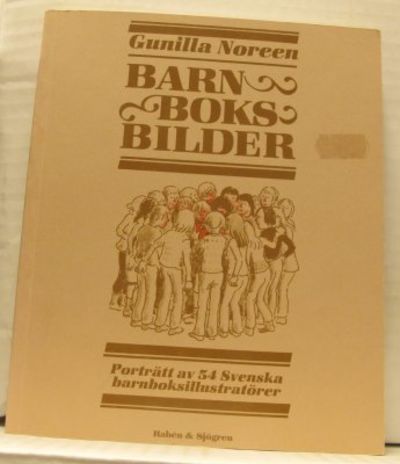 Gunilla Noreen
BARN
BOKS
BILDER
Porträtt av 54 Svenska
barnboksillustratörer
Rabén & Sjögren